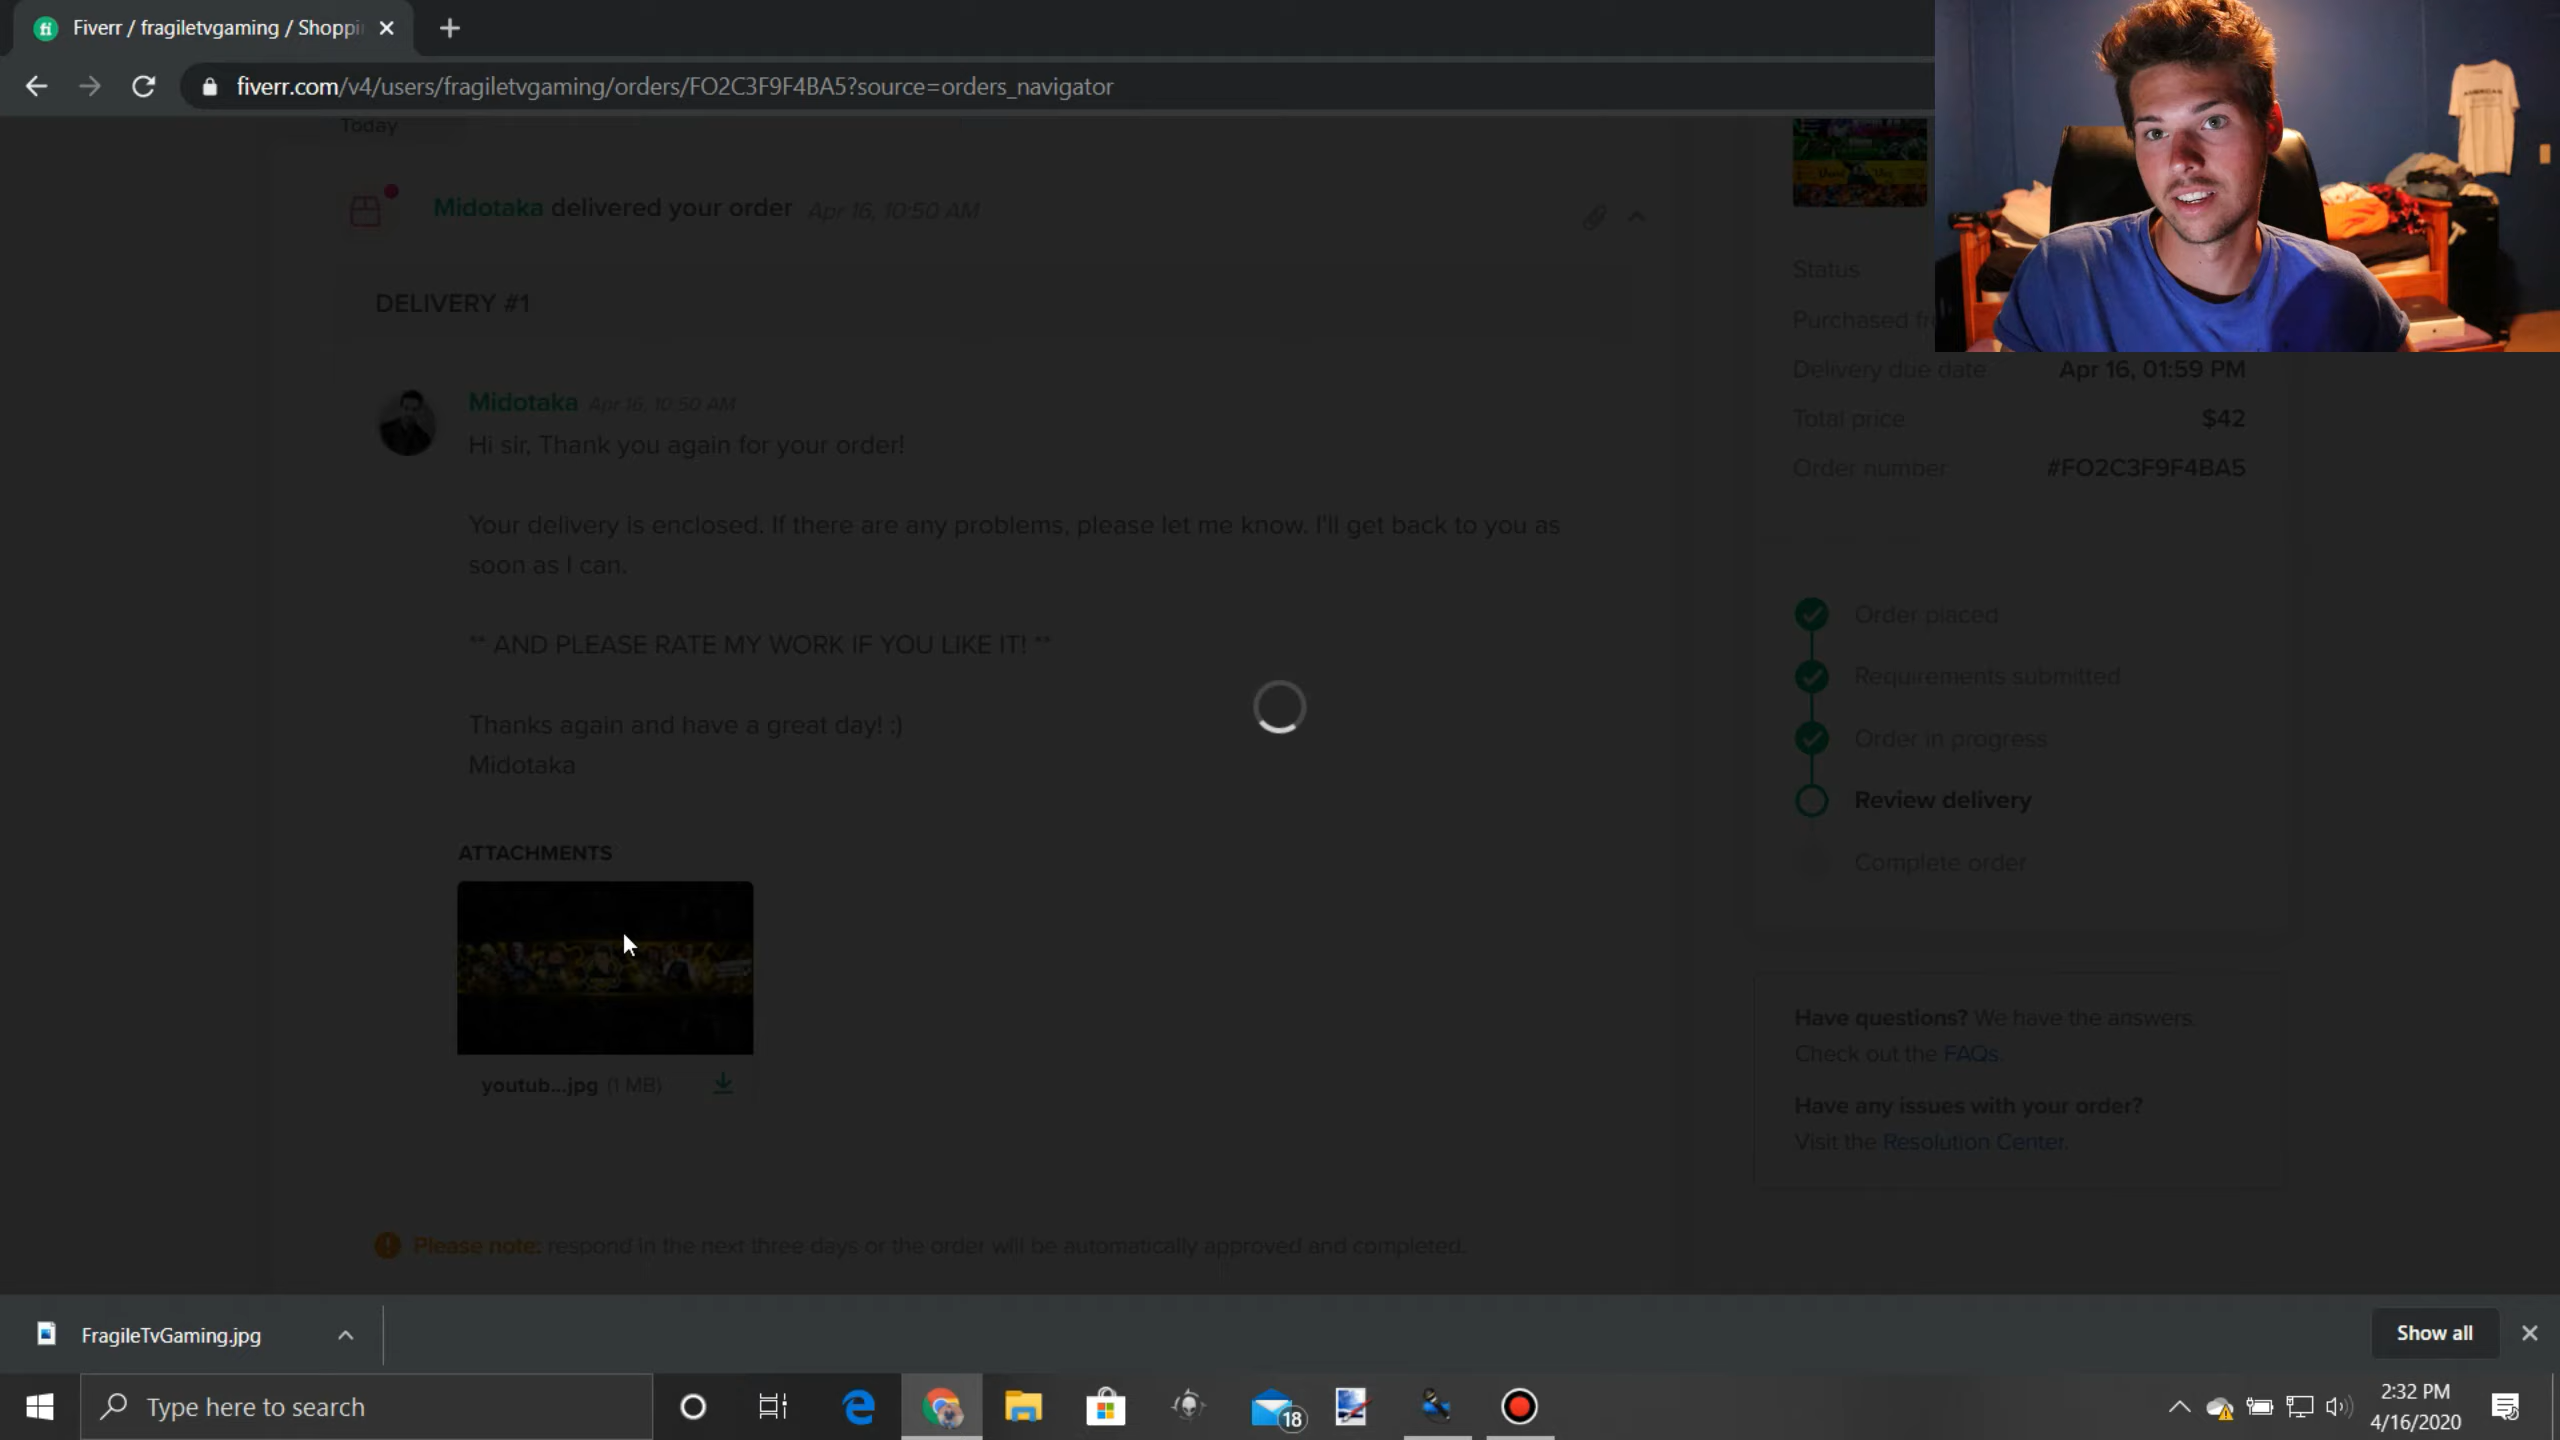 Fiverr / fragiletvgaming / Shoppi
fiverr.com/v4/users/fragiletvgaming/orders/FO2C3F9F4BA5?source=orders_navigator
Today
Midotaka delivered your order Apr 16, 10:50 AM
DELIVERY #1
Midotaka Apr 16, 10:50 AM
Hi sir, Thank you again for your order!
Your delivery is enclosed. If there are any problems, please let me know. I'll get back to you as
soon as I can.
** AND PLEASE RATE MY WORK IF YOU LIKE IT! **
Thanks again and have a great day! :)
Midotaka
ATTACHMENTS
youtub...jpg (1 MB)
Please note: respond in the next three days or the order will be automatically approved and completed.
Status
Purchased fr
Delivery due date Apr 16, 01:59 PM
Total price $42
Order number #FO2C3F9F4BA5
Order placed
Requirements submitted
Order in progress
Review delivery
Complete order
Have questions? We have the answers.
Check out the FAQs.
Have any issues with your order?
Visit the Resolution Center.
FragileTvGaming.jpg
Show all
Type here to search
18
2:32 PM
4/16/2020